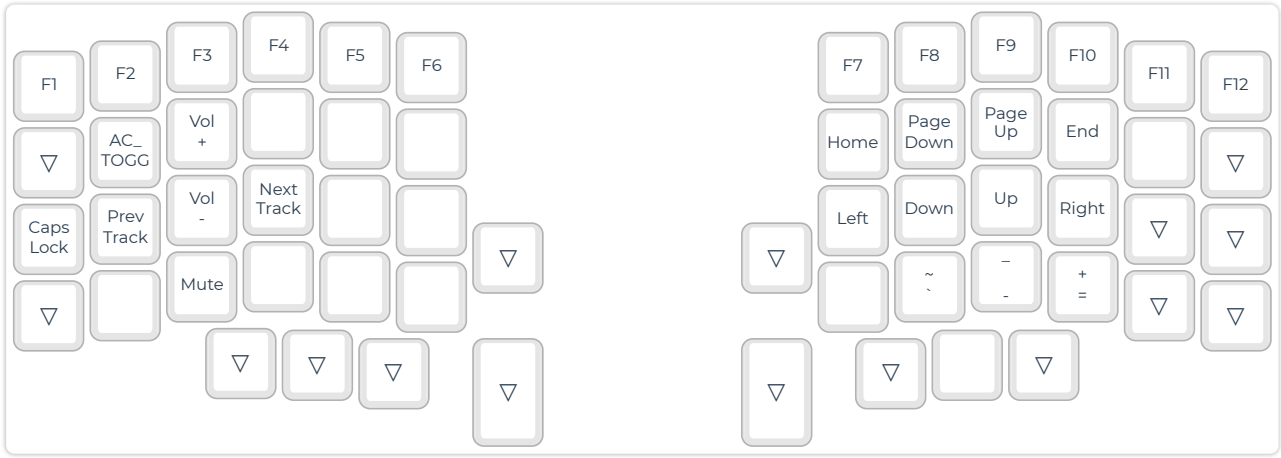 F1
F2
F3
F4
F5
F6
F7
F8
F9
F10
F11
F12
▽
AC_
TOGG
Vol
+
Home
Page
Down
Page
Up
End
▽
Caps
Lock
Prev
Track
Vol
-
Next
Track
▽
▽
Left
Down
Up
Right
▽
▽
▽
Mute
~
`
_
-
+
=
▽
▽
▽
▽
▽
▽
▽
▽
▽